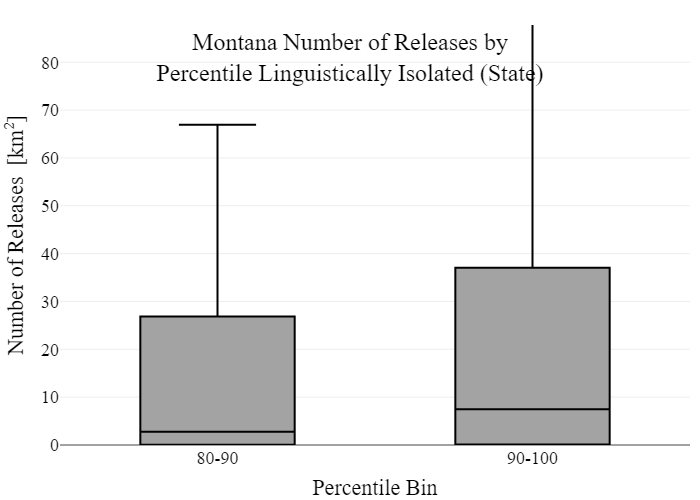 Montana Number of Releases by
Percentile Linguistically Isolated (State)
Number of Releases [km²]
80
70
60
50
40
30
20
10
0
80-90
90-100
Percentile Bin